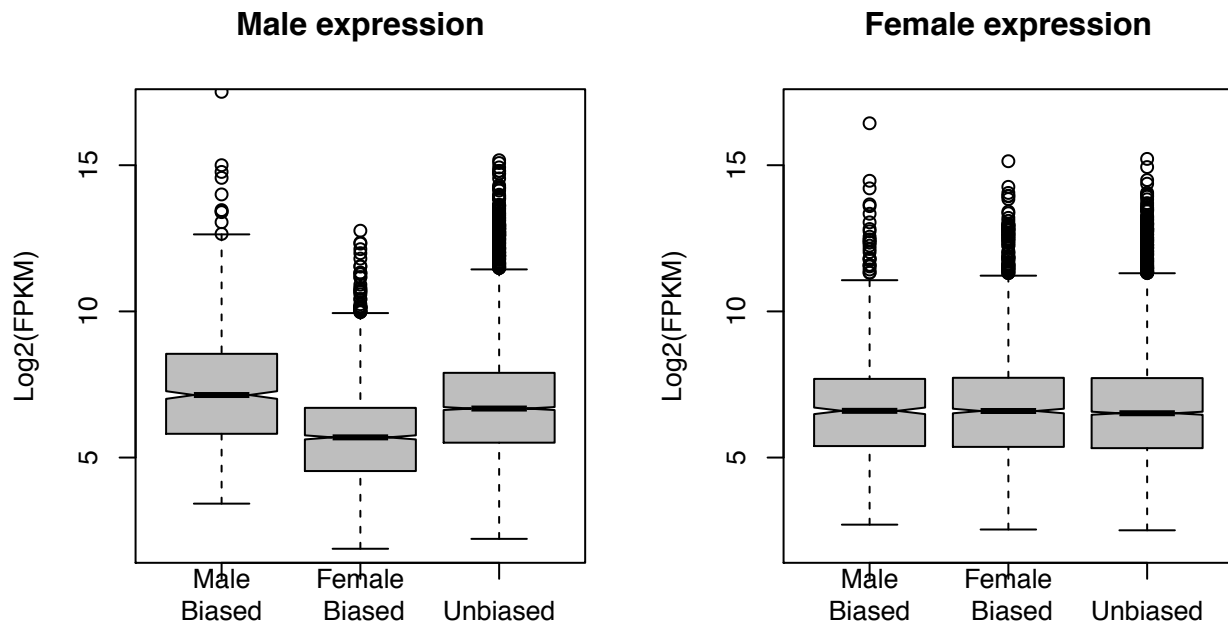 Male expression
Female expression
Log2(FPKM)
15
10
5
Male
Biased
Female
Biased
Unbiased
Log2(FPKM)
15
10
5
Male
Biased
Female
Biased
Unbiased